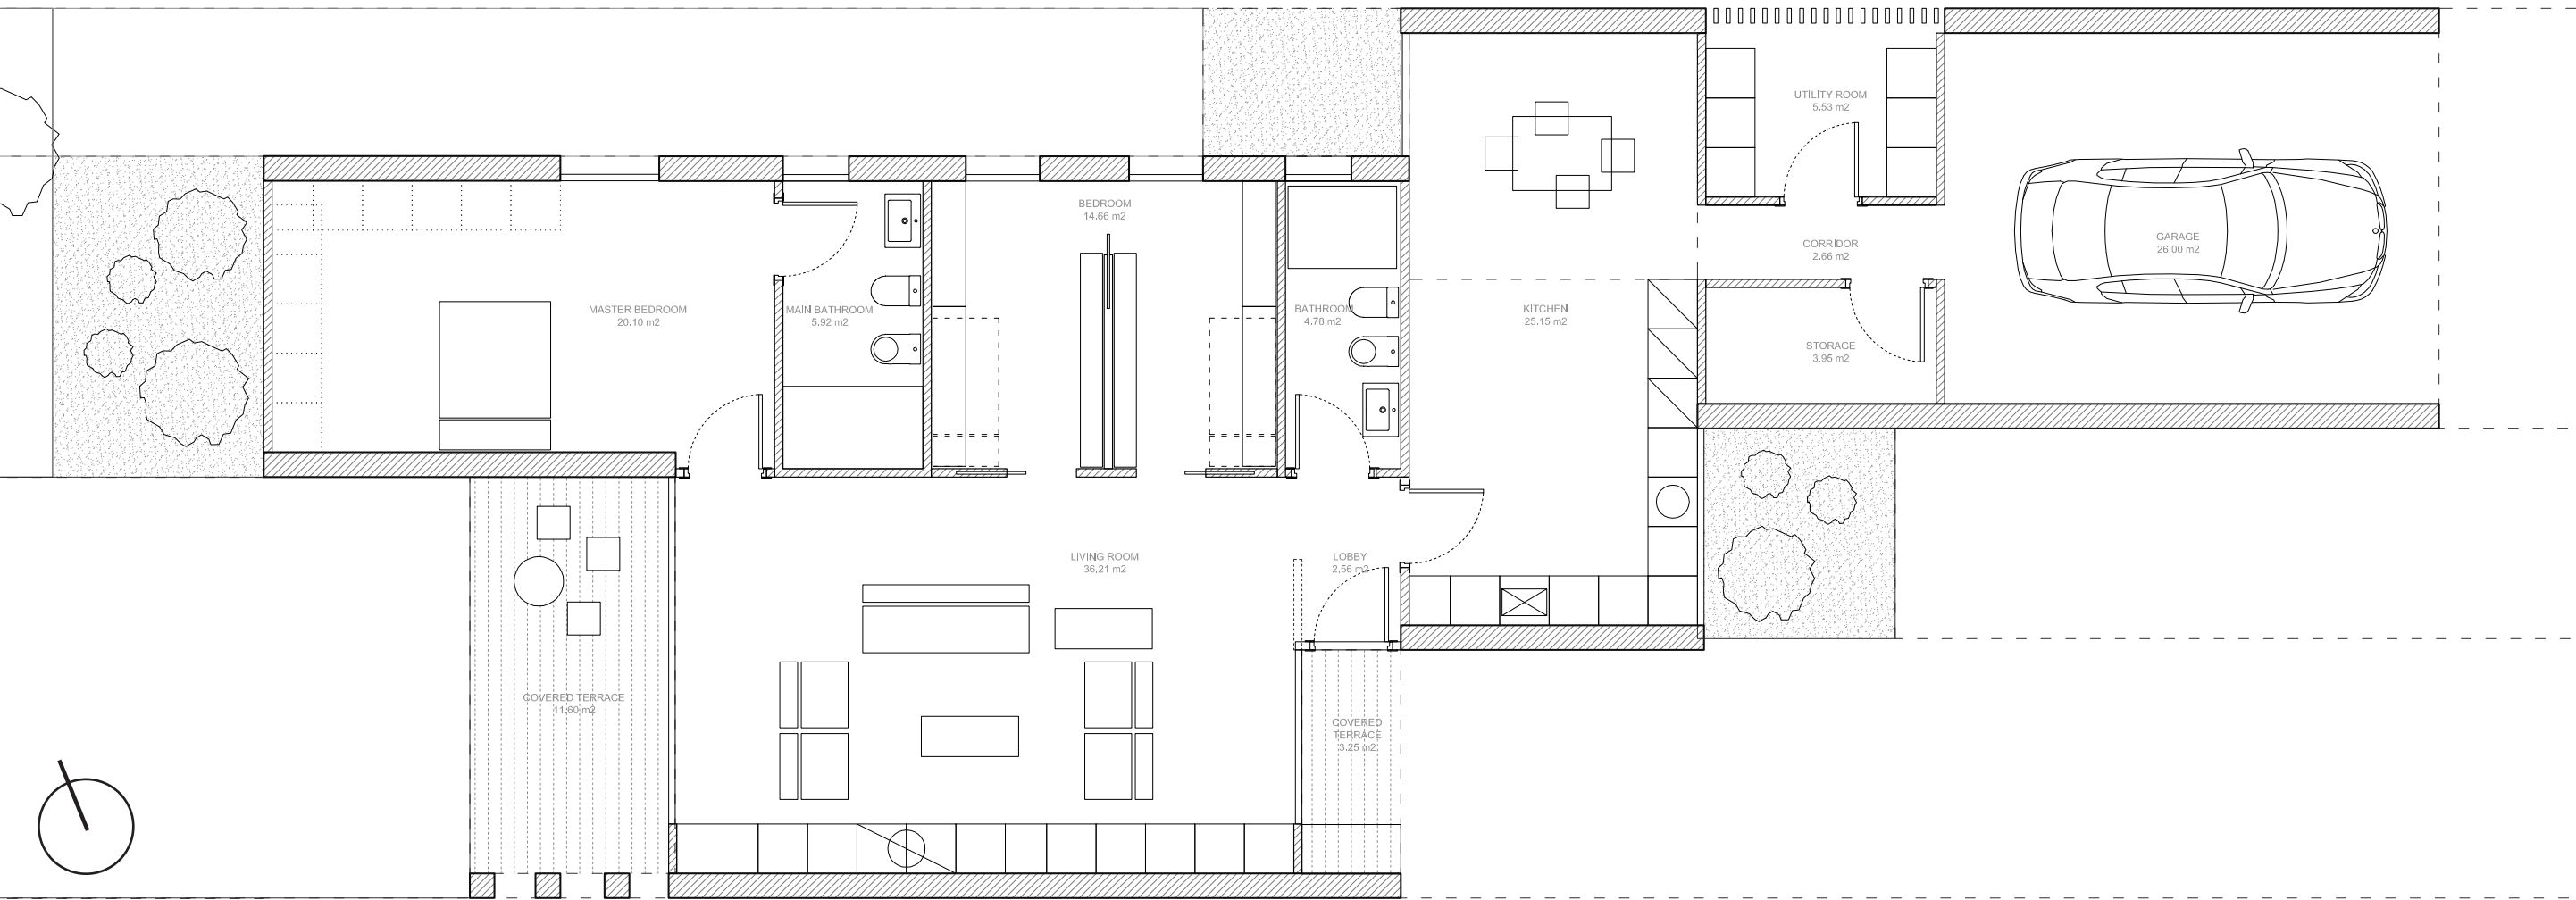 UTILITY ROOM
5.53 m2
BEDROOM
14.66 m2
GARAGE
26,00 m2
CORRIDOR
2.66 m2
MASTER BEDROOM
20.10 m2
MAIN BATHROOM
5.92 m2
BATHROOM
4.78 m2
KITCHEN
25.15 m2
STORAGE
3,95 m2
LIVING ROOM
36,21 m2
LOBBY
2,56 m2
COVERED TERRACE
11,60 m2
COVERED
TERRACE
3.25 m2